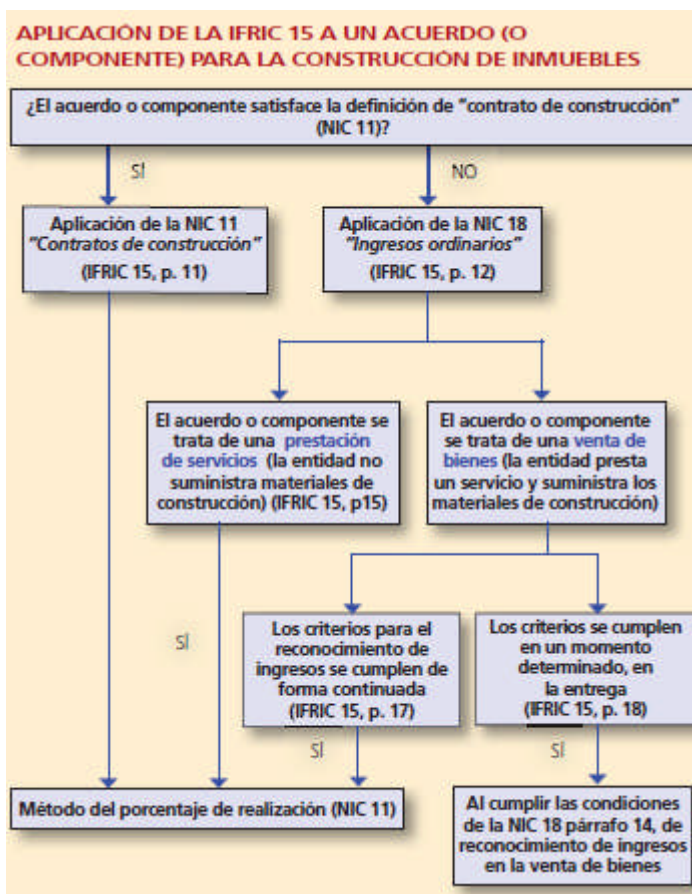 APLICACIÓN DE LA IFRIC 15 A UN ACUERDO (O
COMPONENTE) PARA LA CONSTRUCCIÓN DE INMUEBLES
¿El acuerdo o componente satisface la definición de "contrato de construcción"
(NIC 11)?
SÍ
NO
Aplicación de la NIC 11
"Contratos de construcción"
(IFRIC 15, p. 11)
Aplicación de la NIC 18
"Ingresos ordinarios"
(IFRIC 15, p. 12)
El acuerdo o componente se
trata de una prestación
de servicios (la entidad no
suministra materiales de
construcción) (IFRIC 15, p15)
El acuerdo o componente
se trata de una venta de
bienes (la entidad presta
un servicio y suministra los
materiales de construcción)
SÍ
Los criterios para el
reconocimiento de
ingresos se cumplen de
forma continuada
(IFRIC 15, p. 17)
Los criterios se cumplen
en un momento
determinado, en
la entrega
(IFRIC 15, p. 18)
SÍ
SÍ
Método del porcentaje de realización (NIC 11)
Al cumplir las condiciones
de la NIC 18 párrafo 14, de
reconocimiento de ingresos
en la venta de bienes